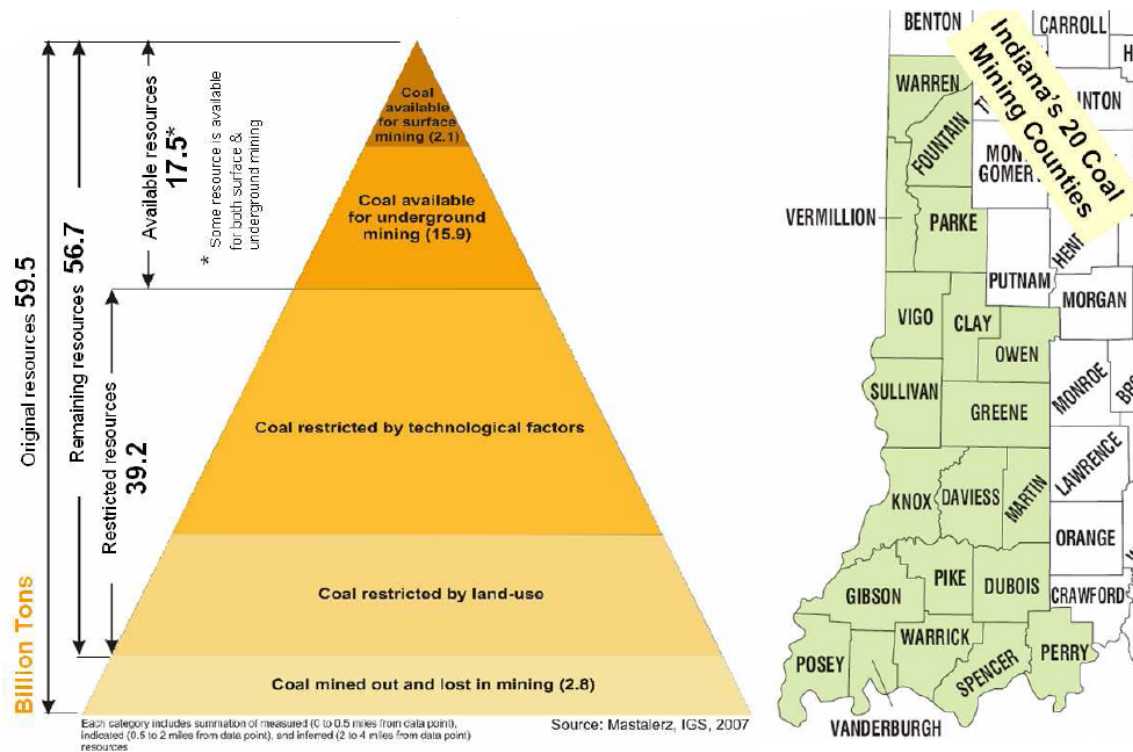 Billion Tons
Original resources 59.5
Remaining resources 56.7
Restricted resources
39.2
Available resources
17.5*
* Some resource is available
for both surface &
underground mining
Coal
available
for surface
mining (2.1)
Coal available
for underground
mining (15.9)
Coal restricted by technological factors
Coal restricted by land-use
Coal mined out and lost in mining (2.8)
Each category includes summation of measured (0 to 0.5 miles from data point),
indicated (0.5 to 2 miles from data point), and inferred (2 to 4 miles from data point)
resources
Source: Mastalerz, IGS, 2007
Indiana's 20 Coal
Mining Counties
BENTON
CARROLL
H
WARREN
TI
INTON
FOUNTAIN
MON
GOMER
VERMILLION
PARKE
HEND
PUTNAM
MORGAN
VIGO
CLAY
OWEN
SULLIVAN
MONROE
BRO
GREENE
LAWRENCE
KNOX
DAVIESS
MARTIN
ORANGE
PIKE
DUBOIS
GIBSON
CRAWFORD
WARRICK
PERRY
POSEY
SPENCER
VANDERBURGH